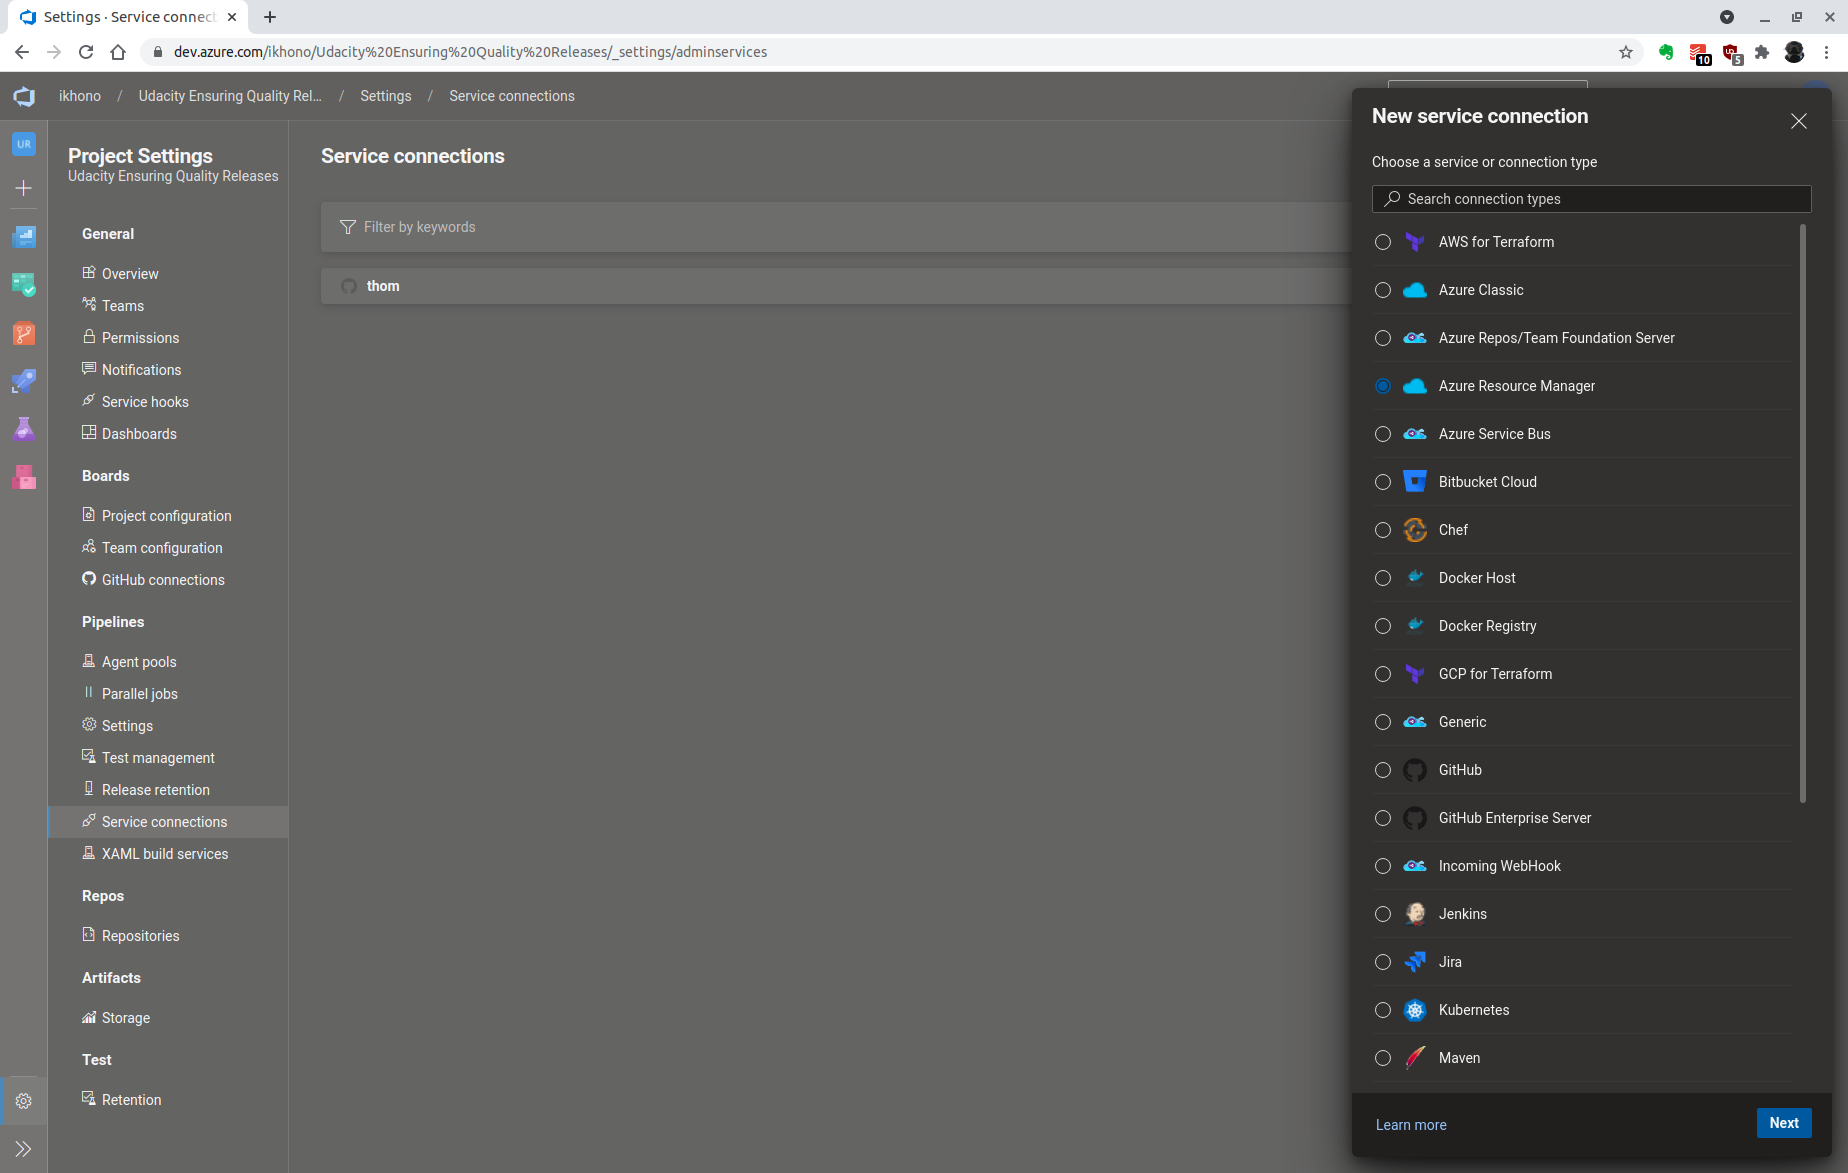 Settings · Service connect
dev.azure.com/ikhono/Udacity%20Ensuring%20Quality%20Releases/_settings/adminservices
10
5
ikhono / Udacity Ensuring Quality Rel... / Settings / Service connections
UR
Project Settings
Udacity Ensuring Quality Releases
General
Overview
Teams
Permissions
Notifications
Service hooks
Dashboards
Boards
Project configuration
Team configuration
GitHub connections
Pipelines
Agent pools
Parallel jobs
Settings
Test management
Release retention
Service connections
XAML build services
Repos
Repositories
Artifacts
Storage
Test
Retention
Service connections
Filter by keywords
thom
New service connection
Choose a service or connection type
Search connection types
AWS for Terraform
Azure Classic
Azure Repos/Team Foundation Server
Azure Resource Manager
Azure Service Bus
Bitbucket Cloud
Chef
Docker Host
Docker Registry
GCP for Terraform
Generic
GitHub
GitHub Enterprise Server
Incoming WebHook
Jenkins
Jira
Kubernetes
Maven
Learn more
Next